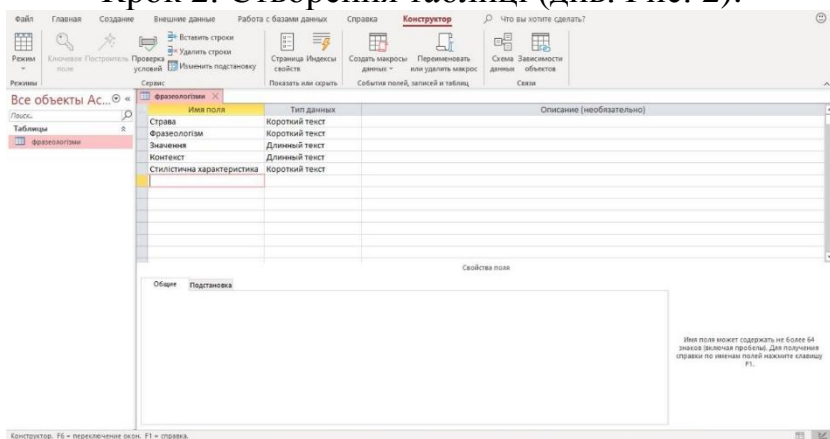 Крок 2. Створення таблиці (див. Рис. 2).
Файл Главная Создание Внешние данные Работа с базами данных Справка Конструктор Что вы хотите сделать?
Режим
Ключевое поле
Построитель
Проверка условий
Вставить строки
Удалить строки
Изменить подстановку
Страница свойств
Индексы
Создать макросы данных
Переименовать или удалить макрос
Схема данных
Зависимости объектов
Режимы Сервис Показать или скрыть События полей, записей и таблиц Связи
Все объекты Ac...
Поиск...
Таблицы
фразеологізми
фразеологізми
Имя поля Тип данных Описание (необязательно)
Страва Короткий текст
Фразеологізм Короткий текст
Значення Длинный текст
Контекст Длинный текст
Стилістична характеристика Короткий текст
Свойства поля
Общие Подстановка
Имя поля может содержать не более 64
знаков (включая пробелы). Для получения
справки по именам полей нажмите клавишу
F1.
Конструктор. F6 = переключение окон. F1 = справка.